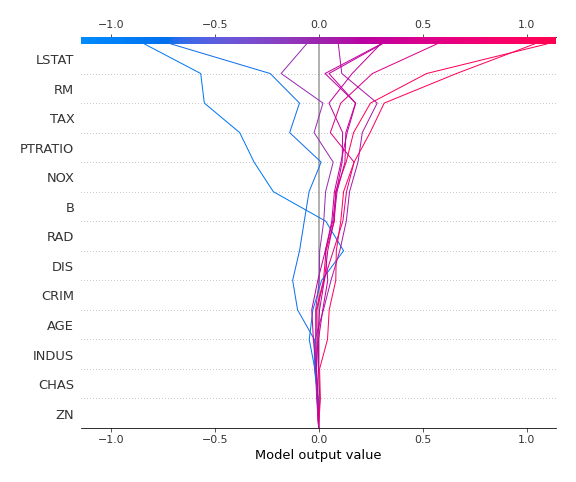 −1.0 −0.5 0.0 0.5 1.0
LSTAT
RM
TAX
PTRATIO
NOX
B
RAD
DIS
CRIM
AGE
INDUS
CHAS
ZN
−1.0 −0.5 0.0 0.5 1.0
Model output value